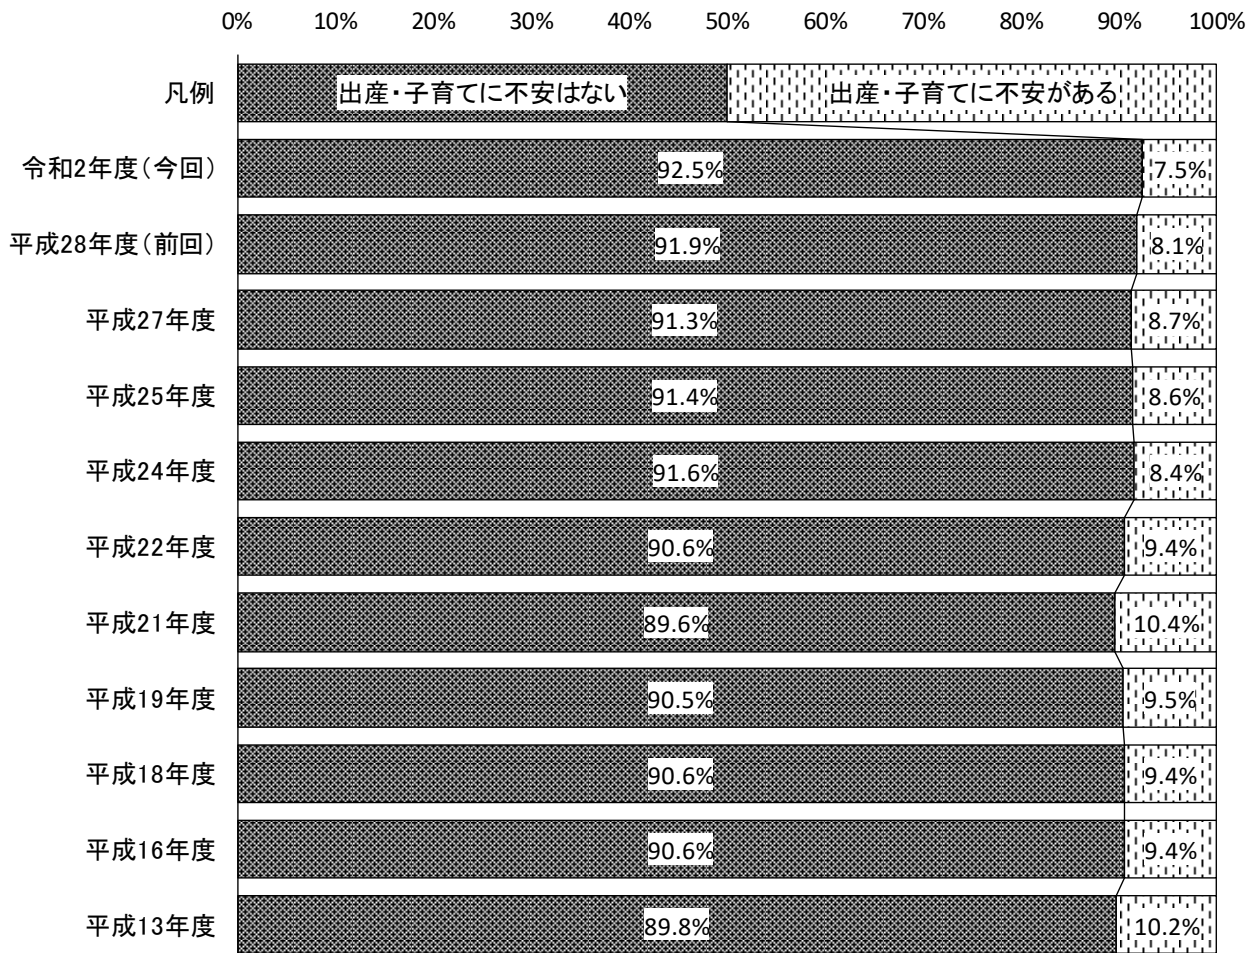 0% 10% 20% 30% 40% 50% 60% 70% 80% 90% 100%
凡例 出産・子育てに不安はない 出産・子育てに不安がある
令和2年度（今回） 92.5% 7.5%
平成28年度（前回） 91.9% 8.1%
平成27年度 91.3% 8.7%
平成25年度 91.4% 8.6%
平成24年度 91.6% 8.4%
平成22年度 90.6% 9.4%
平成21年度 89.6% 10.4%
平成19年度 90.5% 9.5%
平成18年度 90.6% 9.4%
平成16年度 90.6% 9.4%
平成13年度 89.8% 10.2%